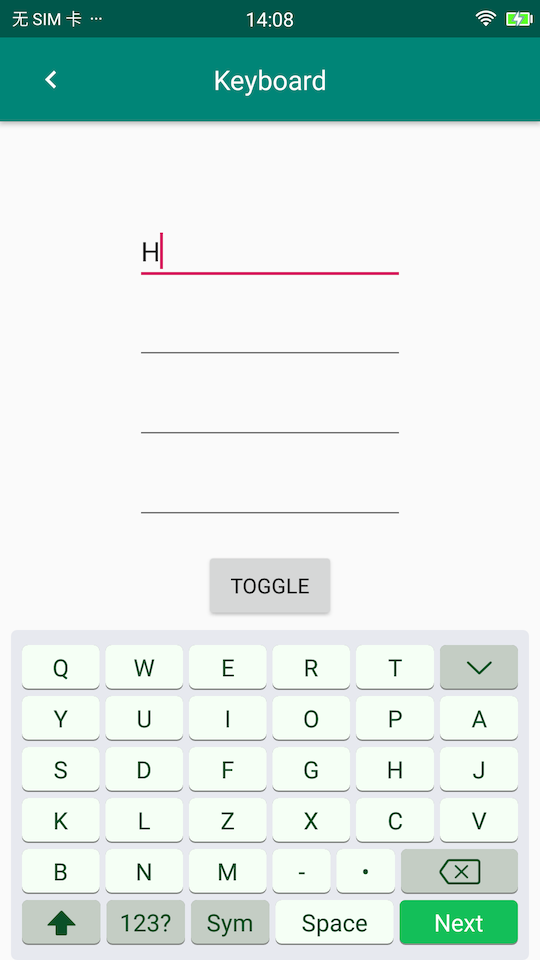 无 SIM 卡 ··· 14:08
Keyboard
H
TOGGLE
Q W E R T
Y U I O P A
S D F G H J
K L Z X C V
B N M - •
123? Sym Space Next